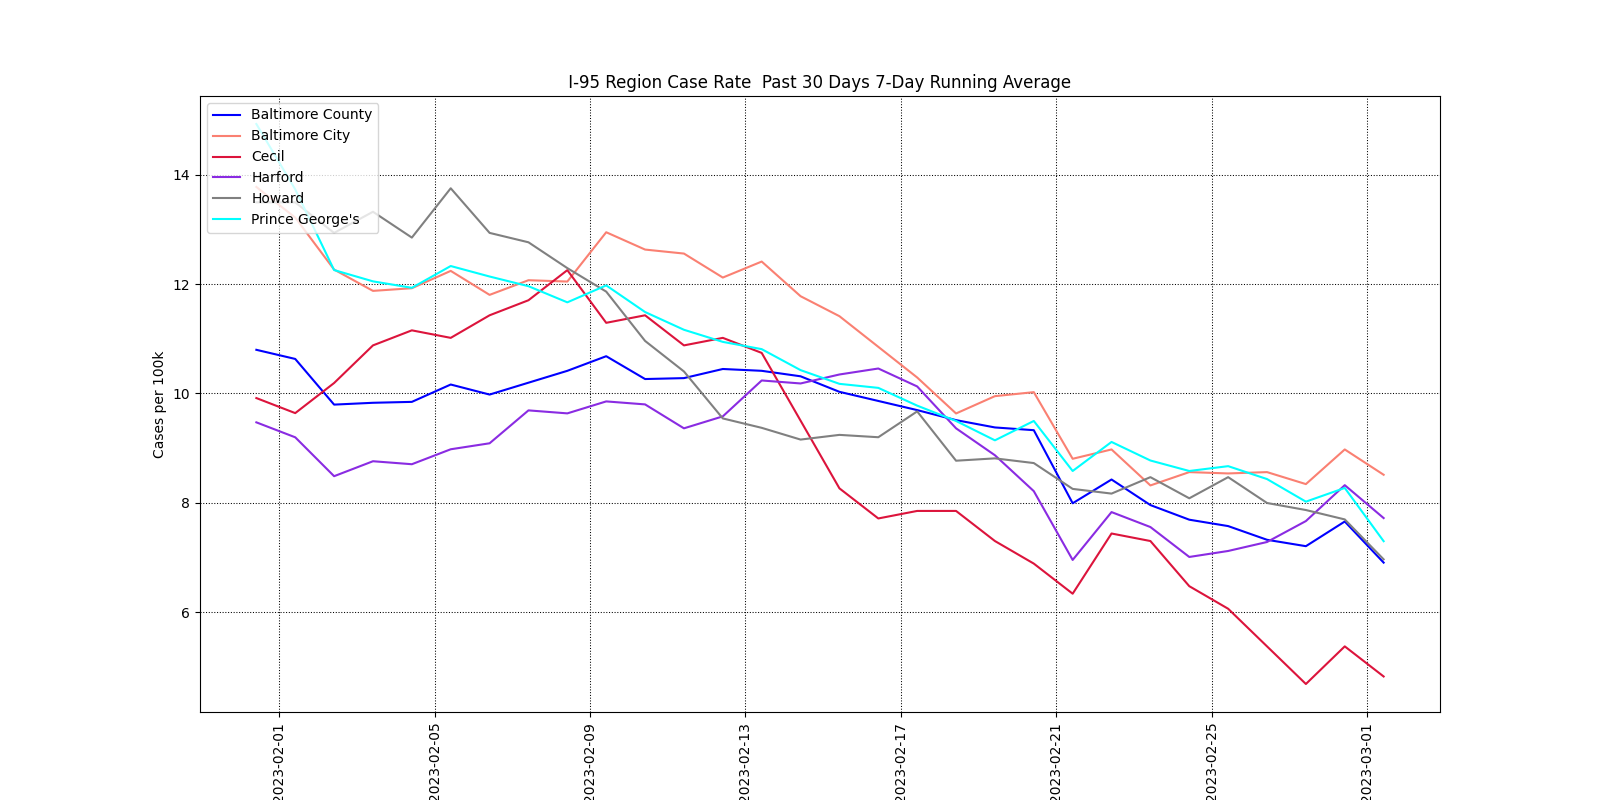 I-95 Region Case Rate  Past 30 Days 7-Day Running Average
Baltimore County
Baltimore City
Cecil
Harford
Howard
Prince George's
Cases per 100k
14
12
10
8
6
2023-02-01
2023-02-05
2023-02-09
2023-02-13
2023-02-17
2023-02-21
2023-02-25
2023-03-01